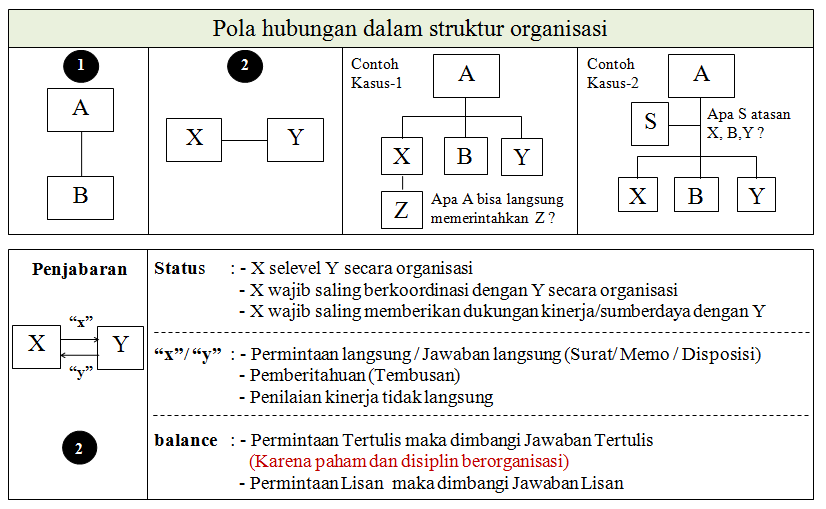 Pola hubungan dalam struktur organisasi
1
A
B
2
X Y
Contoh
Kasus-1
A
X B Y
Z
Apa A bisa langsung
memerintahkan Z ?
Contoh
Kasus-2
A
S
Apa S atasan
X, B,Y ?
X B Y
Penjabaran
“x”
X Y
“y”
2
Status : - X selevel Y secara organisasi
- X wajib saling berkoordinasi dengan Y secara organisasi
- X wajib saling memberikan dukungan kinerja/sumberdaya dengan Y
“x”/ “y” : - Permintaan langsung / Jawaban langsung (Surat/ Memo / Disposisi)
- Pemberitahuan (Tembusan)
- Penilaian kinerja tidak langsung
balance : - Permintaan Tertulis maka dimbangi Jawaban Tertulis
(Karena paham dan disiplin berorganisasi)
- Permintaan Lisan maka dimbangi Jawaban Lisan